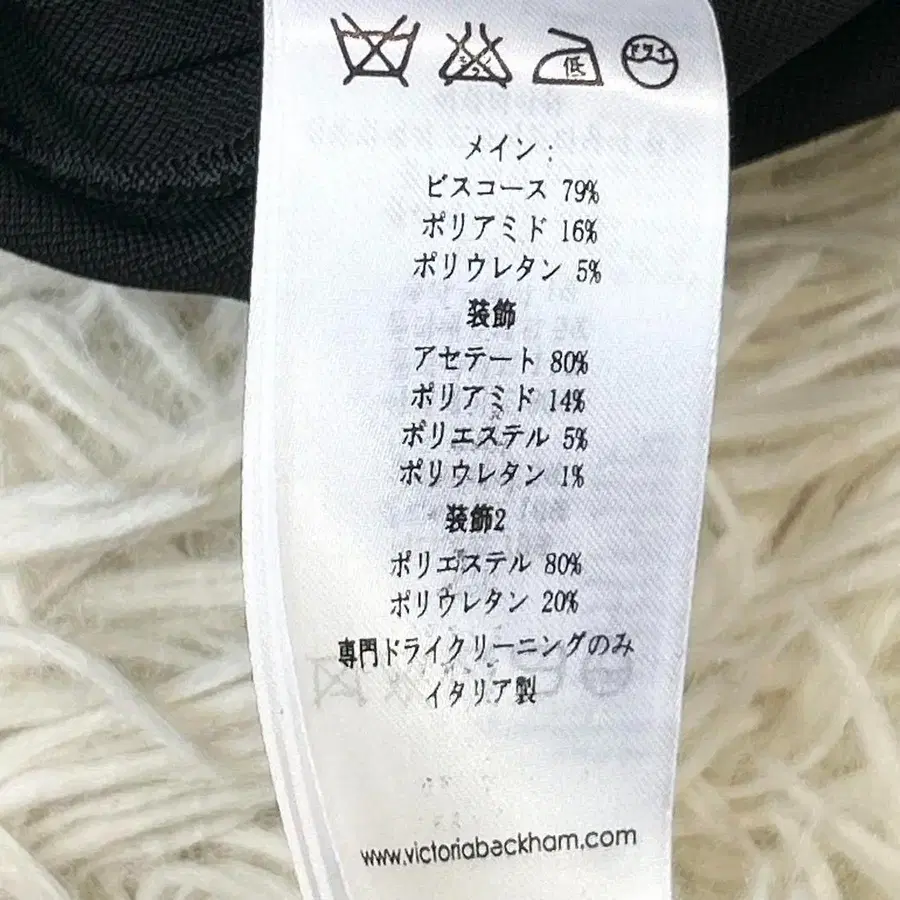 低 ドライ
メイン:
ビスコース 79%
ポリアミド 16%
ポリウレタン 5%
装飾
アセテート 80%
ポリアミド 14%
ポリエステル 5%
ポリウレタン 1%
装飾2
ポリエステル 80%
ポリウレタン 20%
専門ドライクリーニングのみ
イタリア製
www.victoriabeckham.com